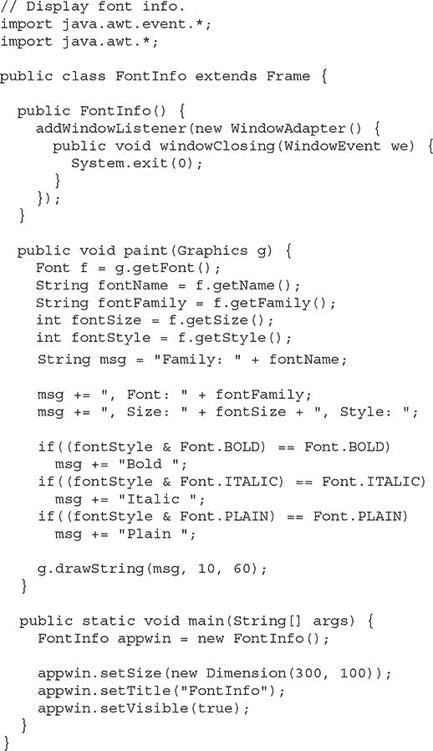 // Display font info.
import java.awt.event.*;
import java.awt.*;

public class FontInfo extends Frame {

  public FontInfo() {
    addWindowListener(new WindowAdapter() {
      public void windowClosing(WindowEvent we) {
        System.exit(0);
      }
    });
  }

  public void paint(Graphics g) {
    Font f = g.getFont();
    String fontName = f.getName();
    String fontFamily = f.getFamily();
    int fontSize = f.getSize();
    int fontStyle = f.getStyle();
    String msg = "Family: " + fontName;

    msg += ", Font: " + fontFamily;
    msg += ", Size: " + fontSize + ", Style: ";

    if((fontStyle & Font.BOLD) == Font.BOLD)
      msg += "Bold ";
    if((fontStyle & Font.ITALIC) == Font.ITALIC)
      msg += "Italic ";
    if((fontStyle & Font.PLAIN) == Font.PLAIN)
      msg += "Plain ";

    g.drawString(msg, 10, 60);
  }

  public static void main(String[] args) {
    FontInfo appwin = new FontInfo();

    appwin.setSize(new Dimension(300, 100));
    appwin.setTitle("FontInfo");
    appwin.setVisible(true);
  }
}